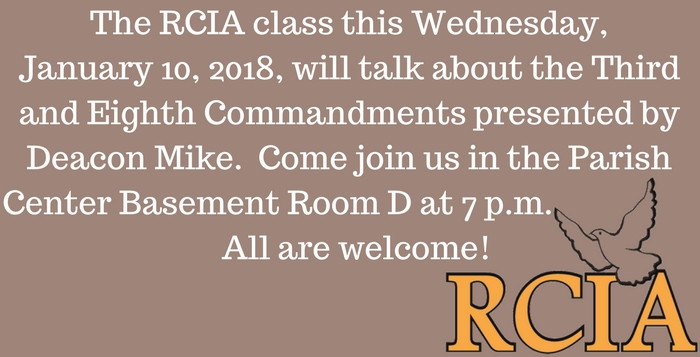 The RCIA class this Wednesday,
January 10, 2018, will talk about the Third
and Eighth Commandments presented by
Deacon Mike.  Come join us in the Parish
Center Basement Room D at 7 p.m.
All are welcome!
RCIA